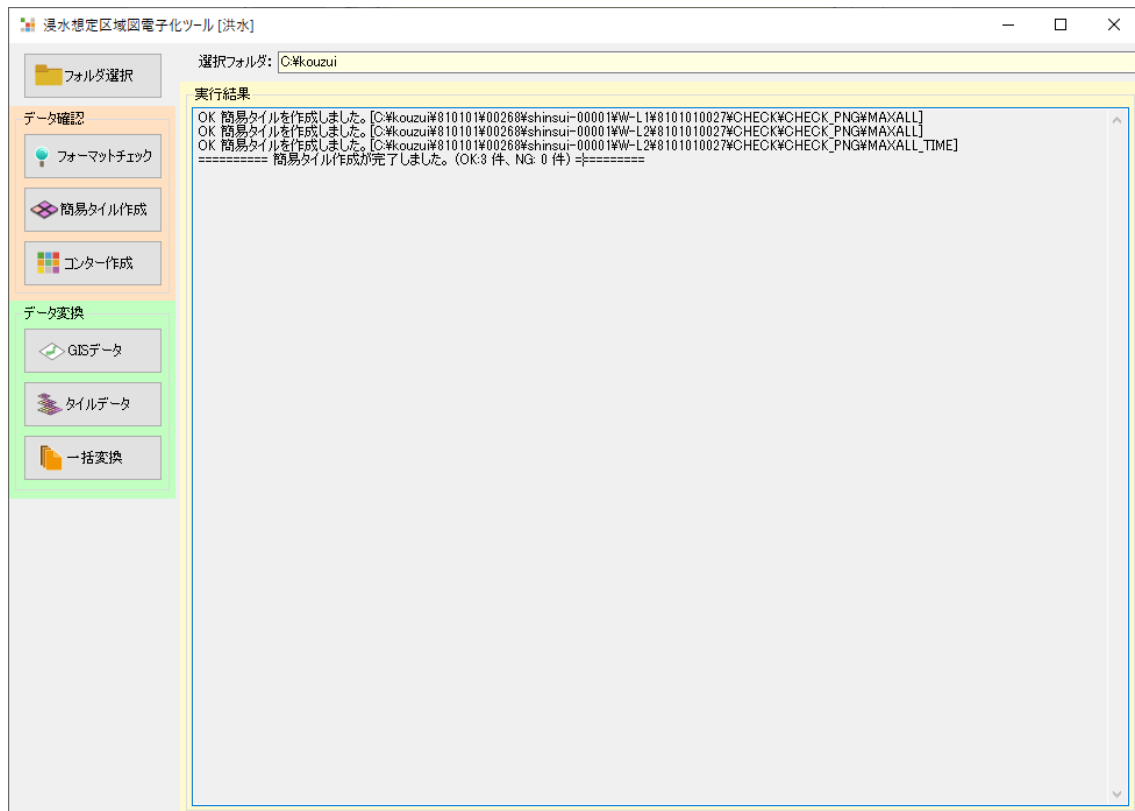 浸水想定区域図電子化ツール [洪水]
フォルダ選択
選択フォルダ: C:¥kouzui
データ確認
フォーマットチェック
簡易タイル作成
コンター作成
データ変換
GISデータ
タイルデータ
一括変換
実行結果
OK 簡易タイルを作成しました。[C:¥kouzui¥810101¥00268¥shinsui-00001¥W-L1¥8101010027¥CHECK¥CHECK_PNG¥MAXALL]
OK 簡易タイルを作成しました。[C:¥kouzui¥810101¥00268¥shinsui-00001¥W-L2¥8101010027¥CHECK¥CHECK_PNG¥MAXALL]
OK 簡易タイルを作成しました。[C:¥kouzui¥810101¥00268¥shinsui-00001¥W-L2¥8101010027¥CHECK¥CHECK_PNG¥MAXALL_TIME]
========== 簡易タイル作成が完了しました。(OK:3 件、NG: 0 件) ==========